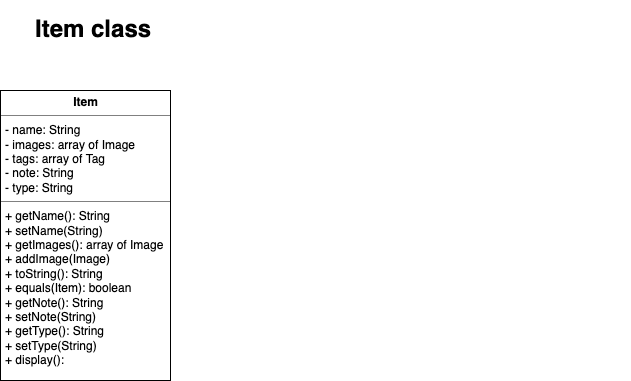 Item class
Item
- name: String
- images: array of Image
- tags: array of Tag
- note: String
- type: String
+ getName(): String
+ setName(String)
+ getImages(): array of Image
+ addImage(Image)
+ toString(): String
+ equals(Item): boolean
+ getNote(): String
+ setNote(String)
+ getType(): String
+ setType(String)
+ display():